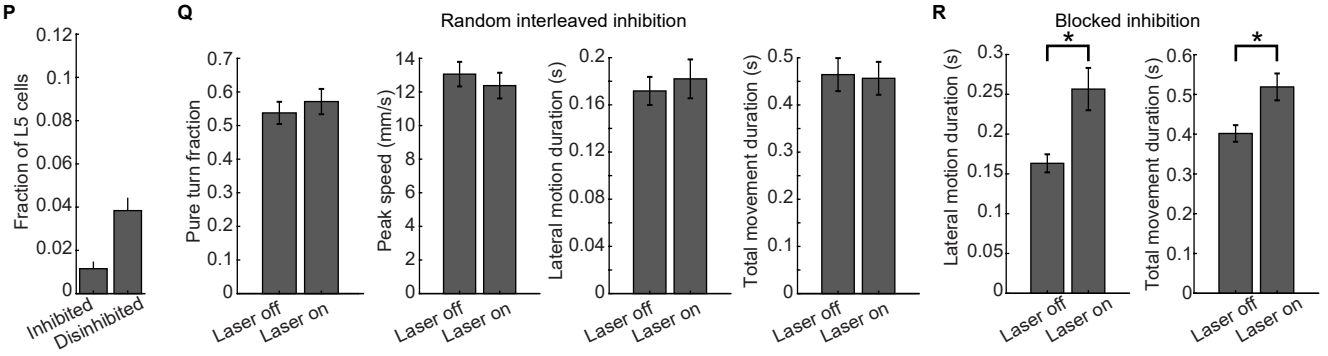 P
Fraction of L5 cells
0.12
0.1
0.08
0.06
0.04
0.02
0
Inhibited
Disinhibited
Q
Random interleaved inhibition
Pure turn fraction
0.7
0.6
0.5
0.4
0.3
0.2
0.1
0
Laser off
Laser on
Peak speed (mm/s)
14
12
10
8
6
4
2
0
Laser off
Laser on
Lateral motion duration (s)
0.2
0.16
0.12
0.08
0.04
0
Laser off
Laser on
Total movement duration (s)
0.5
0.4
0.3
0.2
0.1
0
Laser off
Laser on
R
Blocked inhibition
Lateral motion duration (s)
0.3
0.25
0.2
0.15
0.1
0.05
0
*
Laser off
Laser on
Total movement duration (s)
0.6
0.5
0.4
0.3
0.2
0.1
0
*
Laser off
Laser on